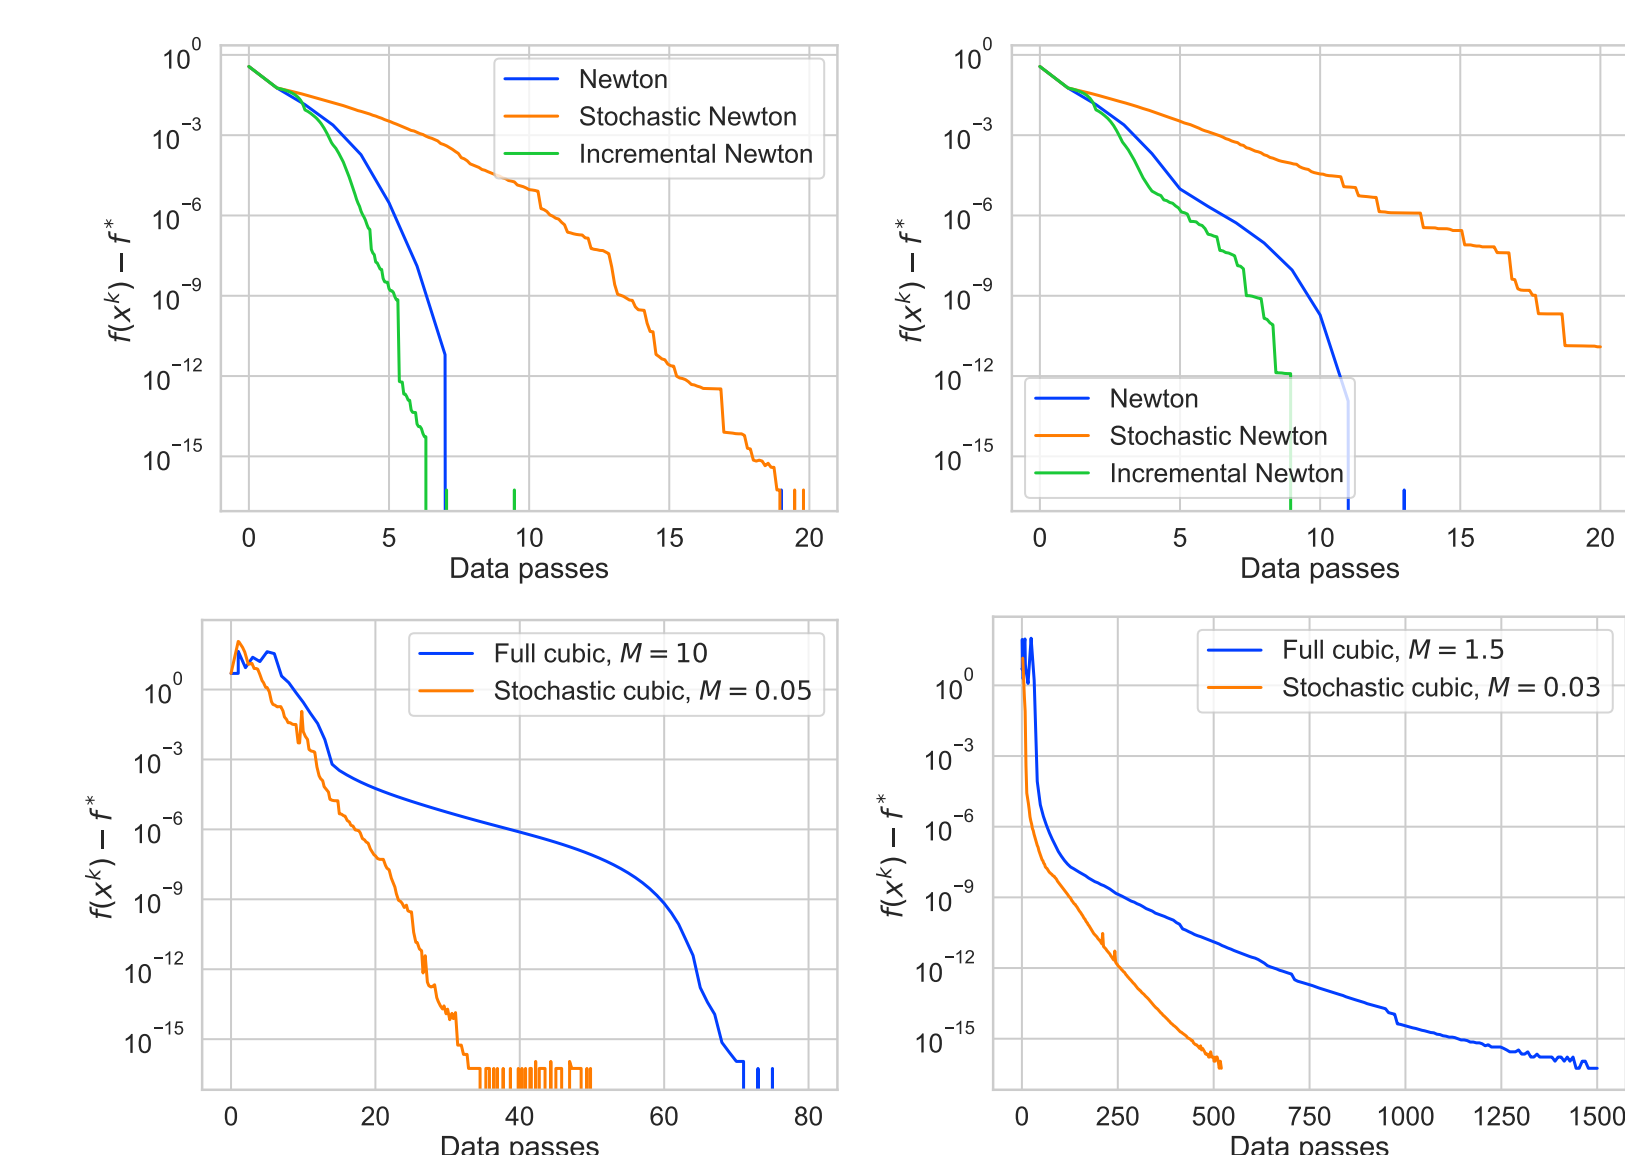 10^0
10^−3
10^−6
10^−9
10^−12
10^−15
f(x^k) − f^*
Newton
Stochastic Newton
Incremental Newton
0 5 10 15 20
Data passes
10^0
10^−3
10^−6
10^−9
10^−12
10^−15
f(x^k) − f^*
Newton
Stochastic Newton
Incremental Newton
0 5 10 15 20
Data passes
10^0
10^−3
10^−6
10^−9
10^−12
10^−15
f(x^k) − f^*
Full cubic, M = 10
Stochastic cubic, M = 0.05
0 20 40 60 80
Data passes
10^0
10^−3
10^−6
10^−9
10^−12
10^−15
f(x^k) − f^*
Full cubic, M = 1.5
Stochastic cubic, M = 0.03
0 250 500 750 1000 1250 1500
Data passes